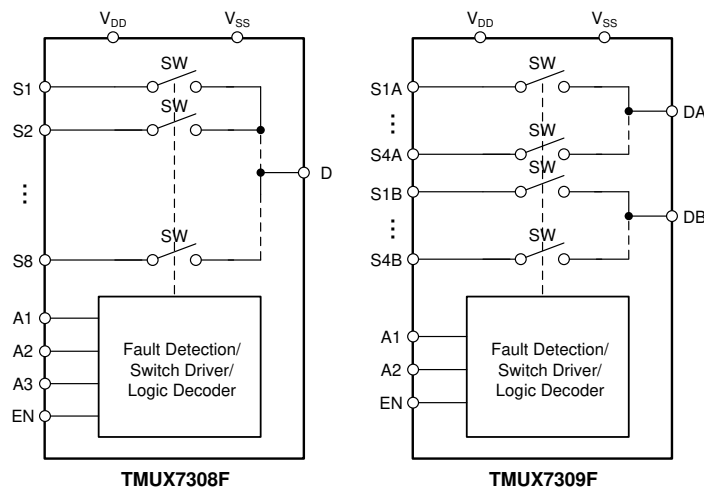 VDD VSS
S1
SW
S2
SW
...
D
SW
S8
A1
A2
A3
EN
Fault Detection/
Switch Driver/
Logic Decoder
TMUX7308F
VDD VSS
S1A
SW
DA
...
S4A
SW
S1B
SW
DB
...
SW
S4B
A1
A2
EN
Fault Detection/
Switch Driver/
Logic Decoder
TMUX7309F